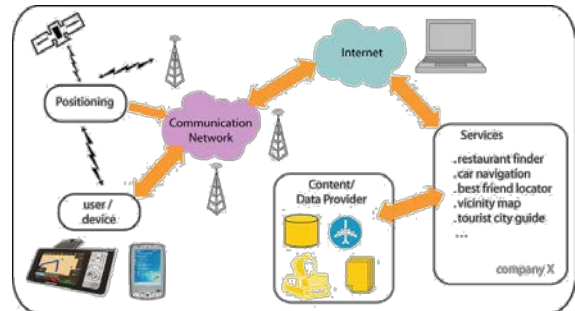 Internet
Positioning
Communication
Network
Services
.restaurant finder
.car navigation
.best friend locator
.vicinity map
.tourist city guide
...
Content/
Data Provider
user /
device
company X